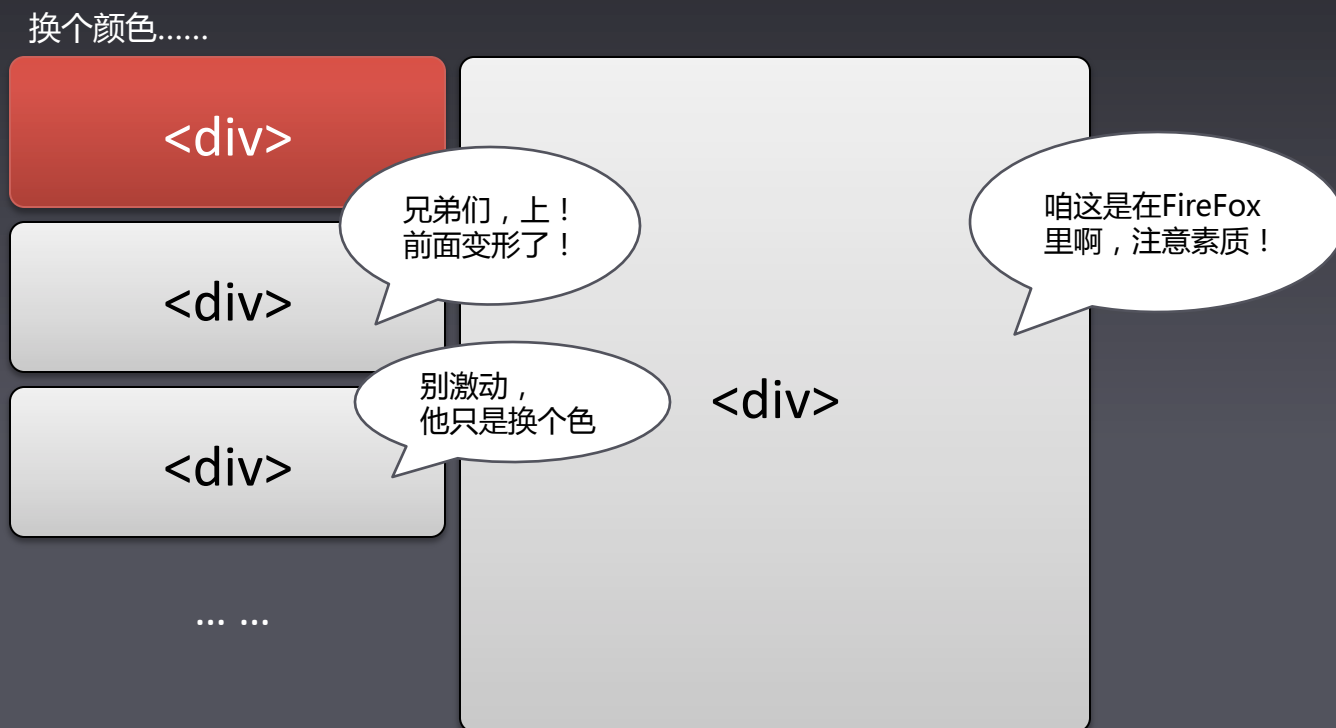 换个颜色......
<div>
兄弟们，上！
前面变形了！
咱这是在FireFox
里啊，注意素质！
<div>
别激动，
他只是换个色
<div>
<div>
... ...